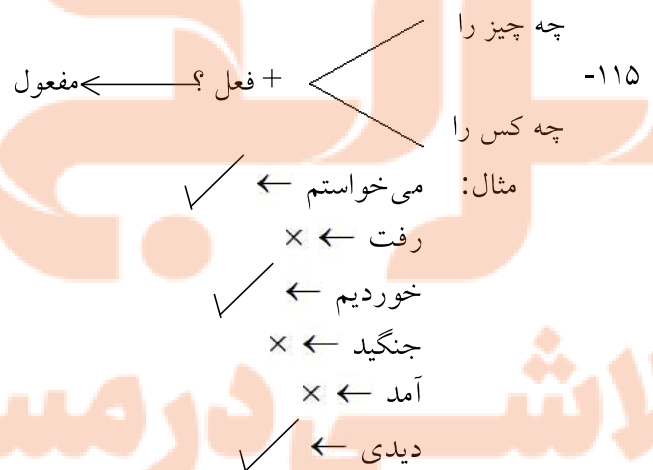 چه چیز را
۱۱۵- + فعل ؟ ← مفعول
چه کس را
مثال: می‌خواستم ← ✓
رفت ← ×
خوردیم ← ✓
جنگید ← ×
آمد ← ×
دیدی ← ✓